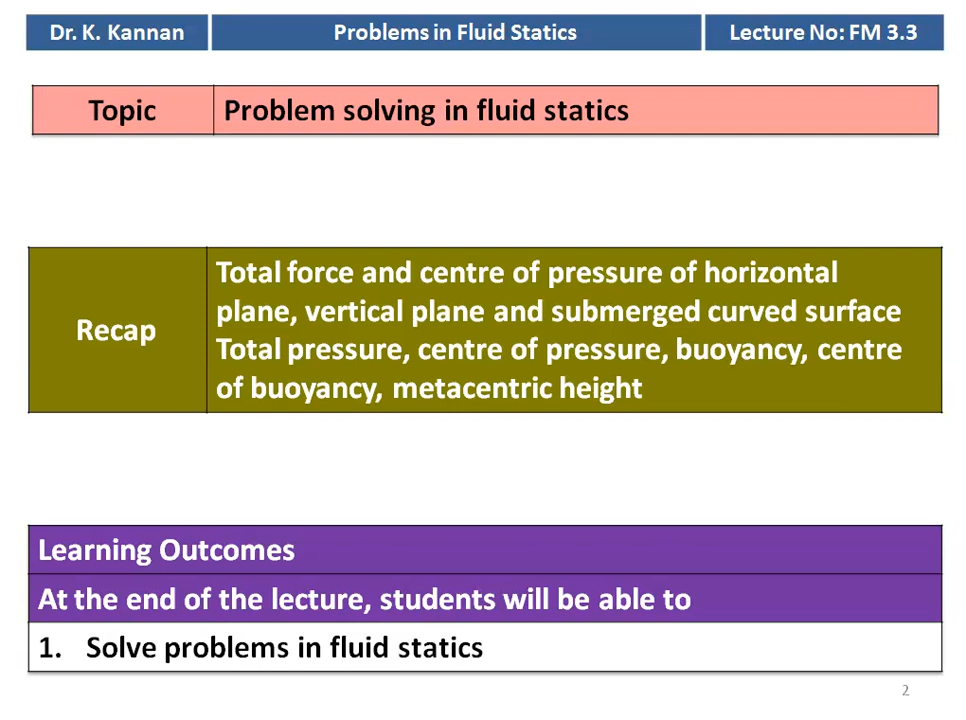 Dr. K. Kannan
Problems in Fluid Statics
Lecture No: FM 3.3
Topic
Problem solving in fluid statics
Recap
Total force and centre of pressure of horizontal
plane, vertical plane and submerged curved surface
Total pressure, centre of pressure, buoyancy, centre
of buoyancy, metacentric height
Learning Outcomes
At the end of the lecture, students will be able to
1. Solve problems in fluid statics
2